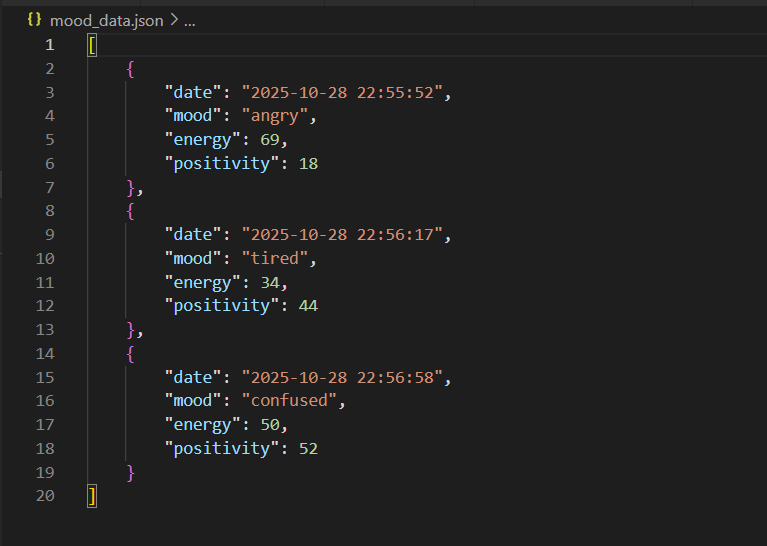 {} mood_data.json > ...
1 [
2 {
3 "date": "2025-10-28 22:55:52",
4 "mood": "angry",
5 "energy": 69,
6 "positivity": 18
7 },
8 {
9 "date": "2025-10-28 22:56:17",
10 "mood": "tired",
11 "energy": 34,
12 "positivity": 44
13 },
14 {
15 "date": "2025-10-28 22:56:58",
16 "mood": "confused",
17 "energy": 50,
18 "positivity": 52
19 }
20 ]